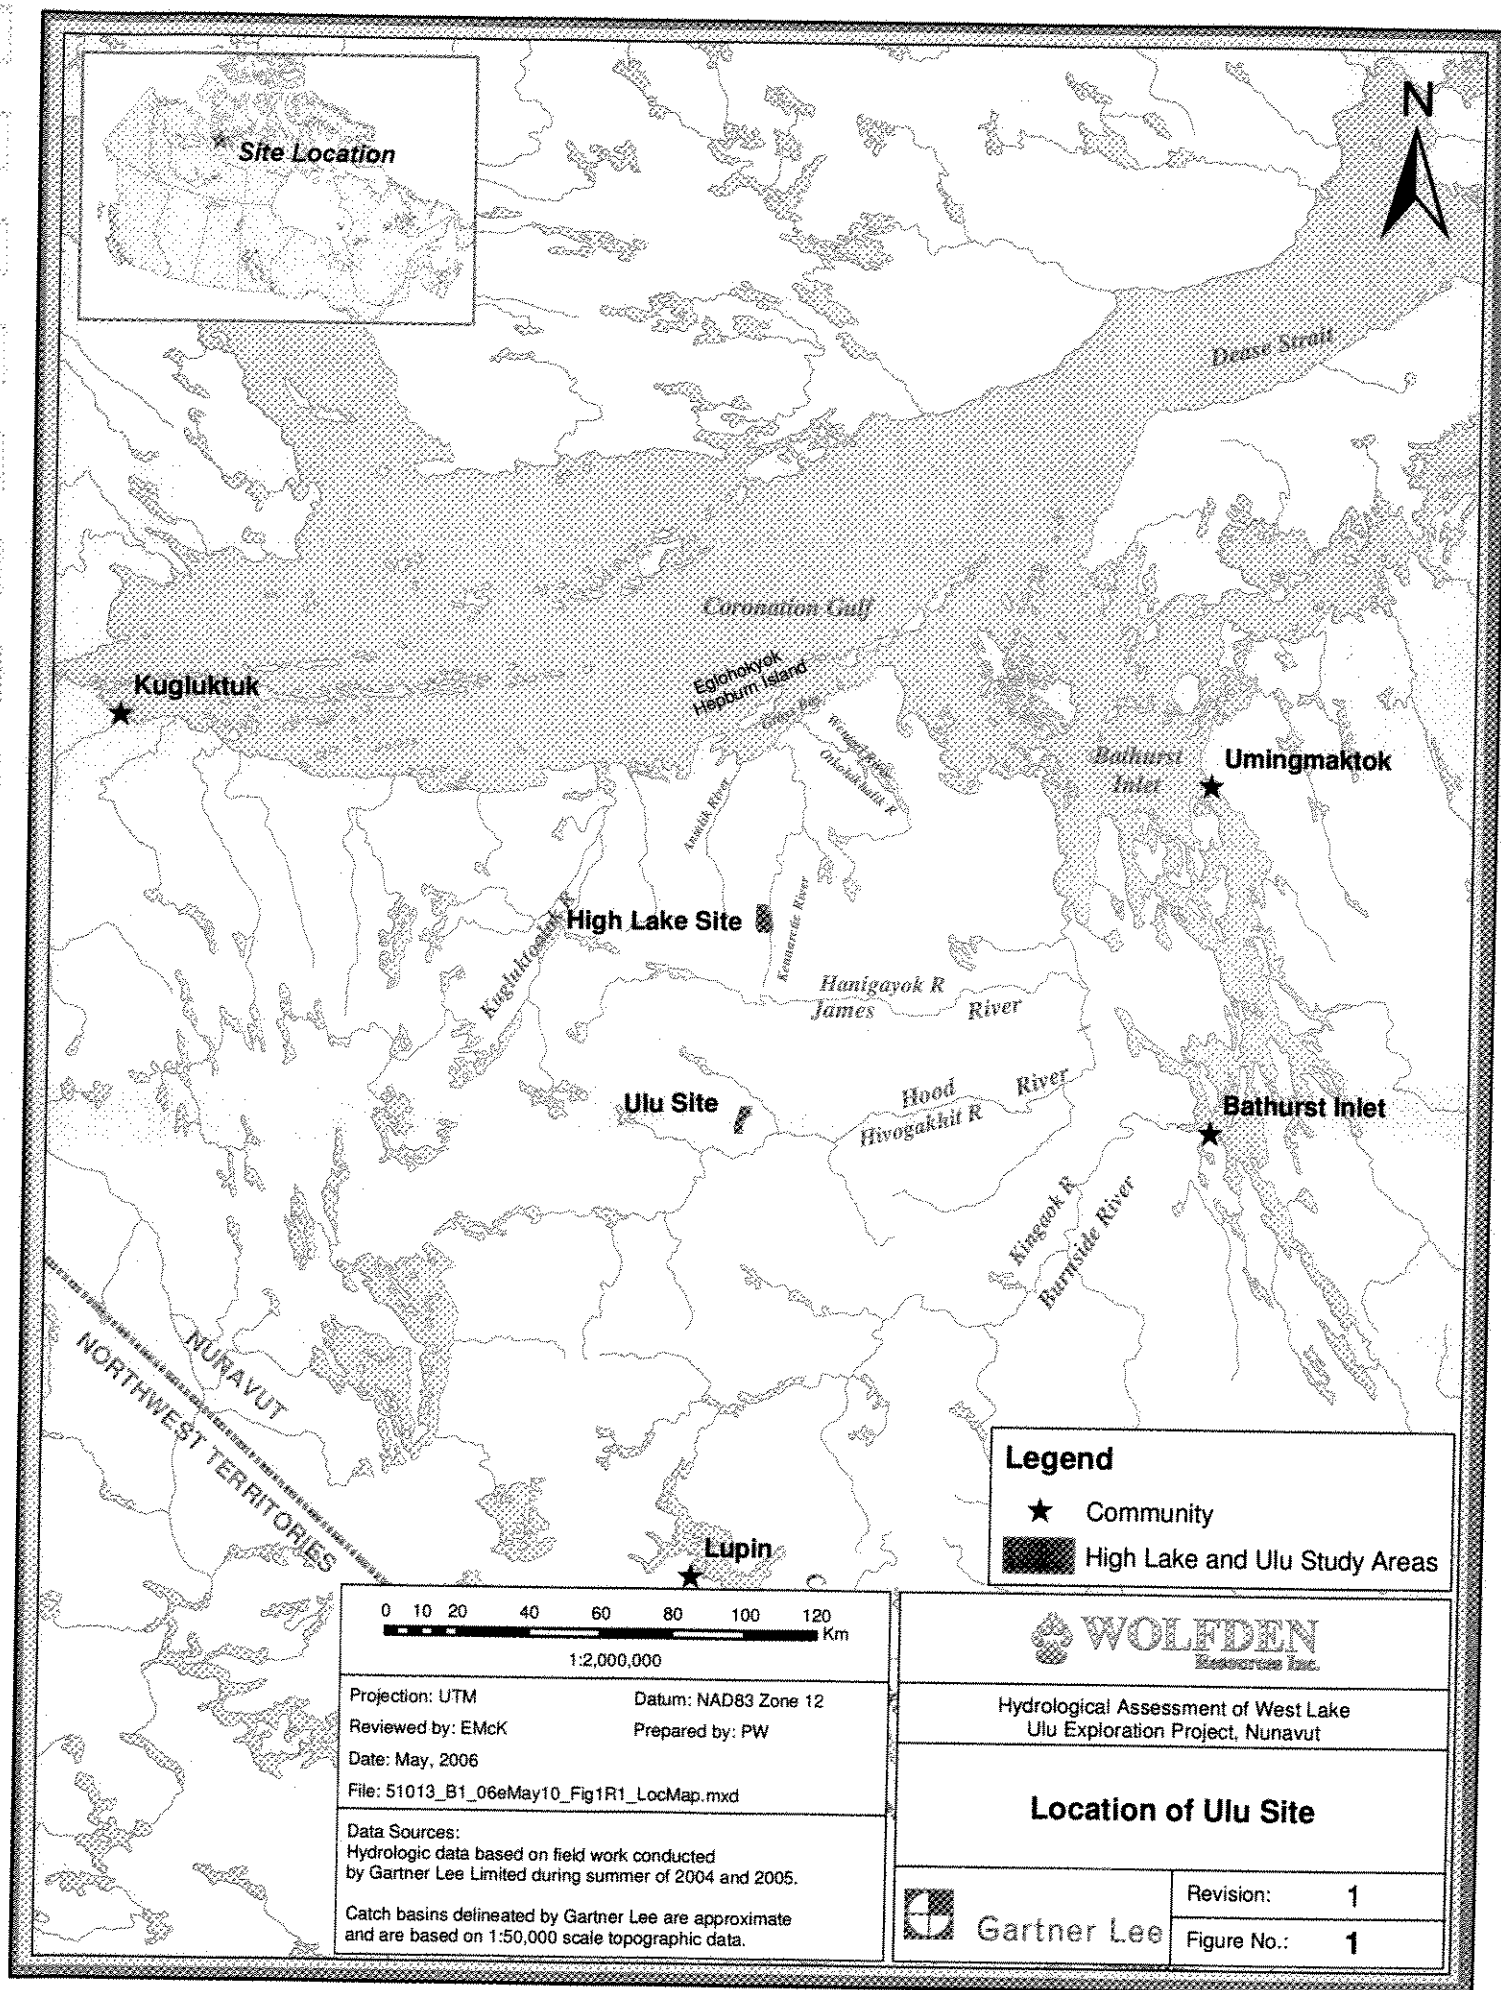 N
Site Location
Dease Strait
Coronation Gulf
Eglohokyok
Hepburn Island
Kugluktuk
Bathurst
Inlet
Umingmaktok
High Lake Site
Hanigayok R
James River
Ulu Site
Hood River
Hivogakhit R
Bathurst Inlet
Kingaok R
Burnside River
NUNAVUT
NORTHWEST TERRITORIES
Lupin
Legend
Community
High Lake and Ulu Study Areas
0 10 20 40 60 80 100 120
Km
1:2,000,000
Projection: UTM Datum: NAD83 Zone 12
Reviewed by: EMcK Prepared by: PW
Date: May, 2006
File: 51013_B1_06eMay10_Fig1R1_LocMap.mxd
Data Sources:
Hydrologic data based on field work conducted
by Gartner Lee Limited during summer of 2004 and 2005.
Catch basins delineated by Gartner Lee are approximate
and are based on 1:50,000 scale topographic data.
WOLFDEN
Resources Inc.
Hydrological Assessment of West Lake
Ulu Exploration Project, Nunavut
Location of Ulu Site
Gartner Lee
Revision: 1
Figure No.: 1